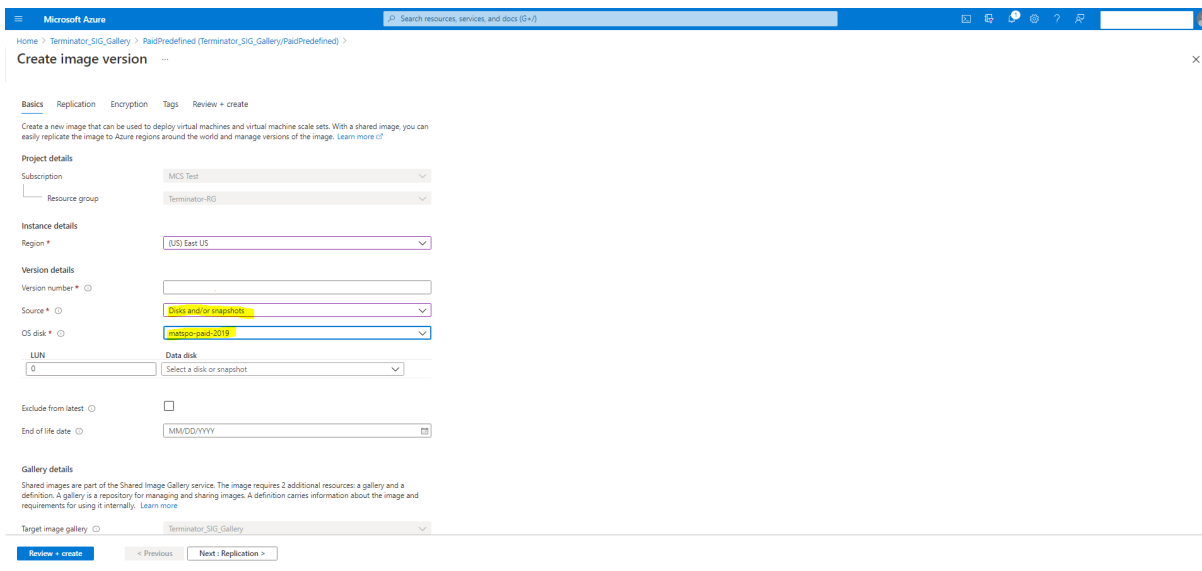 Microsoft Azure
Search resources, services, and docs (G+/)
1
?
Home > Terminator_SIG_Gallery > PaidPredefined (Terminator_SIG_Gallery/PaidPredefined) >
Create image version ...
Basics Replication Encryption Tags Review + create
Create a new image that can be used to deploy virtual machines and virtual machine scale sets. With a shared image, you can
easily replicate the image to Azure regions around the world and manage versions of the image. Learn more
Project details
Subscription MCS Test
Resource group Terminator-RG
Instance details
Region * (US) East US
Version details
Version number *
Source * Disks and/or snapshots
OS disk * matspo-paid-2019
LUN Data disk
0 Select a disk or snapshot
Exclude from latest
End of life date MM/DD/YYYY
Gallery details
Shared images are part of the Shared Image Gallery service. The image requires 2 additional resources: a gallery and a
definition. A gallery is a repository for managing and sharing images. A definition carries information about the image and
requirements for using it internally. Learn more
Target image gallery Terminator_SIG_Gallery
Review + create < Previous Next : Replication >